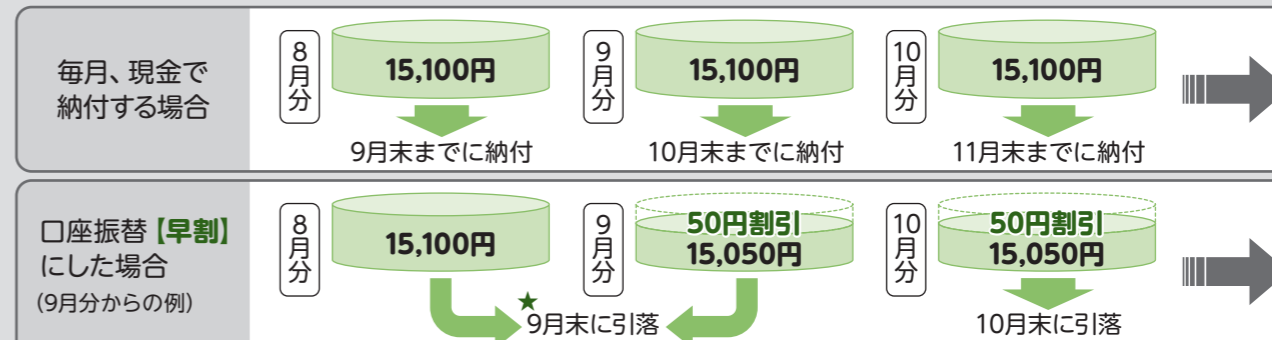 毎月、現金で
納付する場合
8月分
15,100円
9月末までに納付
9月分
15,100円
10月末までに納付
10月分
15,100円
11月末までに納付
口座振替【早割】
にした場合
(9月分からの例)
8月分
15,100円
9月分
50円割引
15,050円
★
9月末に引落
10月分
50円割引
15,050円
10月末に引落